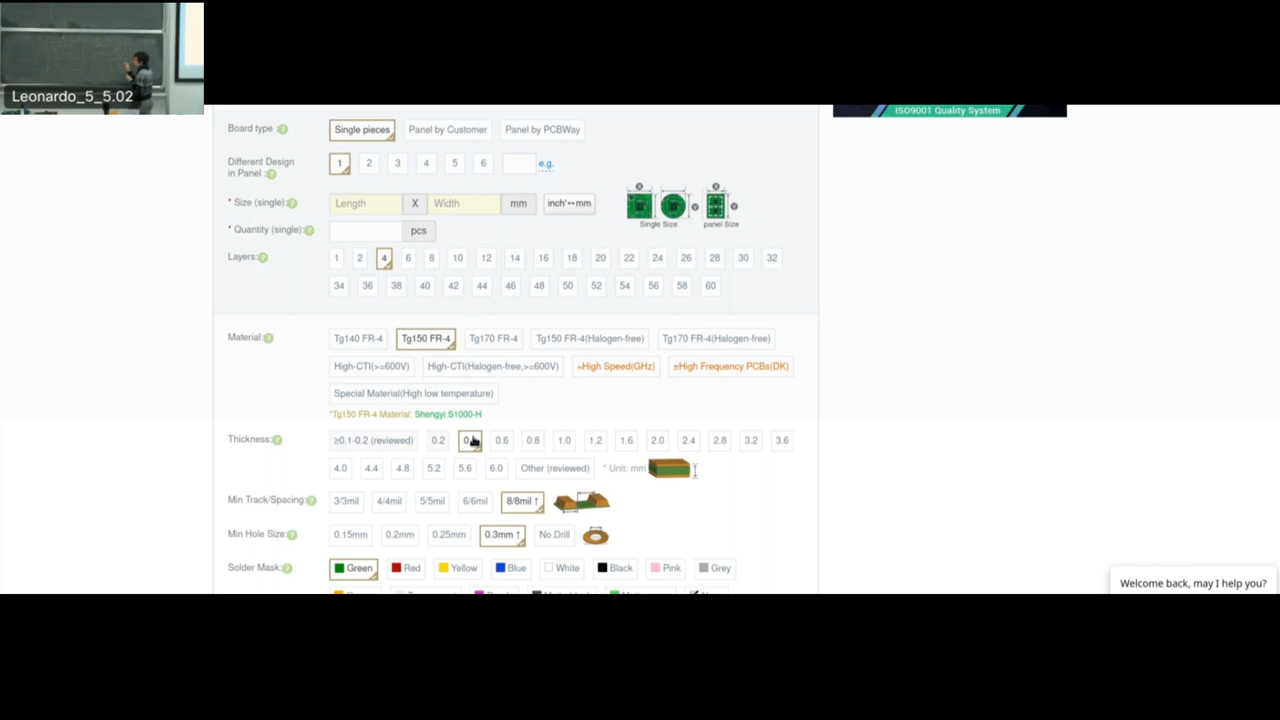 Leonardo_5_5.02
ISO9001 Quality System
Board type : ? Single pieces Panel by Customer Panel by PCBWay
Different Design in Panel : ? 1 2 3 4 5 6 e.g.
* Size (single): ? Length X Width mm inch↔mm
Single Size panel Size
* Quantity (single): ? pcs
Layers: ? 1 2 4 6 8 10 12 14 16 18 20 22 24 26 28 30 32
34 36 38 40 42 44 46 48 50 52 54 56 58 60
Material: ? Tg140 FR-4 Tg150 FR-4 Tg170 FR-4 Tg150 FR-4(Halogen-free) Tg170 FR-4(Halogen-free)
High-CTI(>=600V) High-CTI(Halogen-free,>=600V) High Speed(GHz) High Frequency PCBs(DK)
Special Material(High low temperature)
*Tg150 FR-4 Material: Shengyi S1000-H
Thickness: ? ≥0.1-0.2 (reviewed) 0.2 0.6 0.8 1.0 1.2 1.6 2.0 2.4 2.8 3.2 3.6
4.0 4.4 4.8 5.2 5.6 6.0 Other (reviewed) * Unit: mm
Min Track/Spacing: ? 3/3mil 4/4mil 5/5mil 6/6mil 8/8mil ↑
Min Hole Size: ? 0.15mm 0.2mm 0.25mm 0.3mm ↑ No Drill
Solder Mask: ? Green Red Yellow Blue White Black Pink Grey
Welcome back, may I help you?